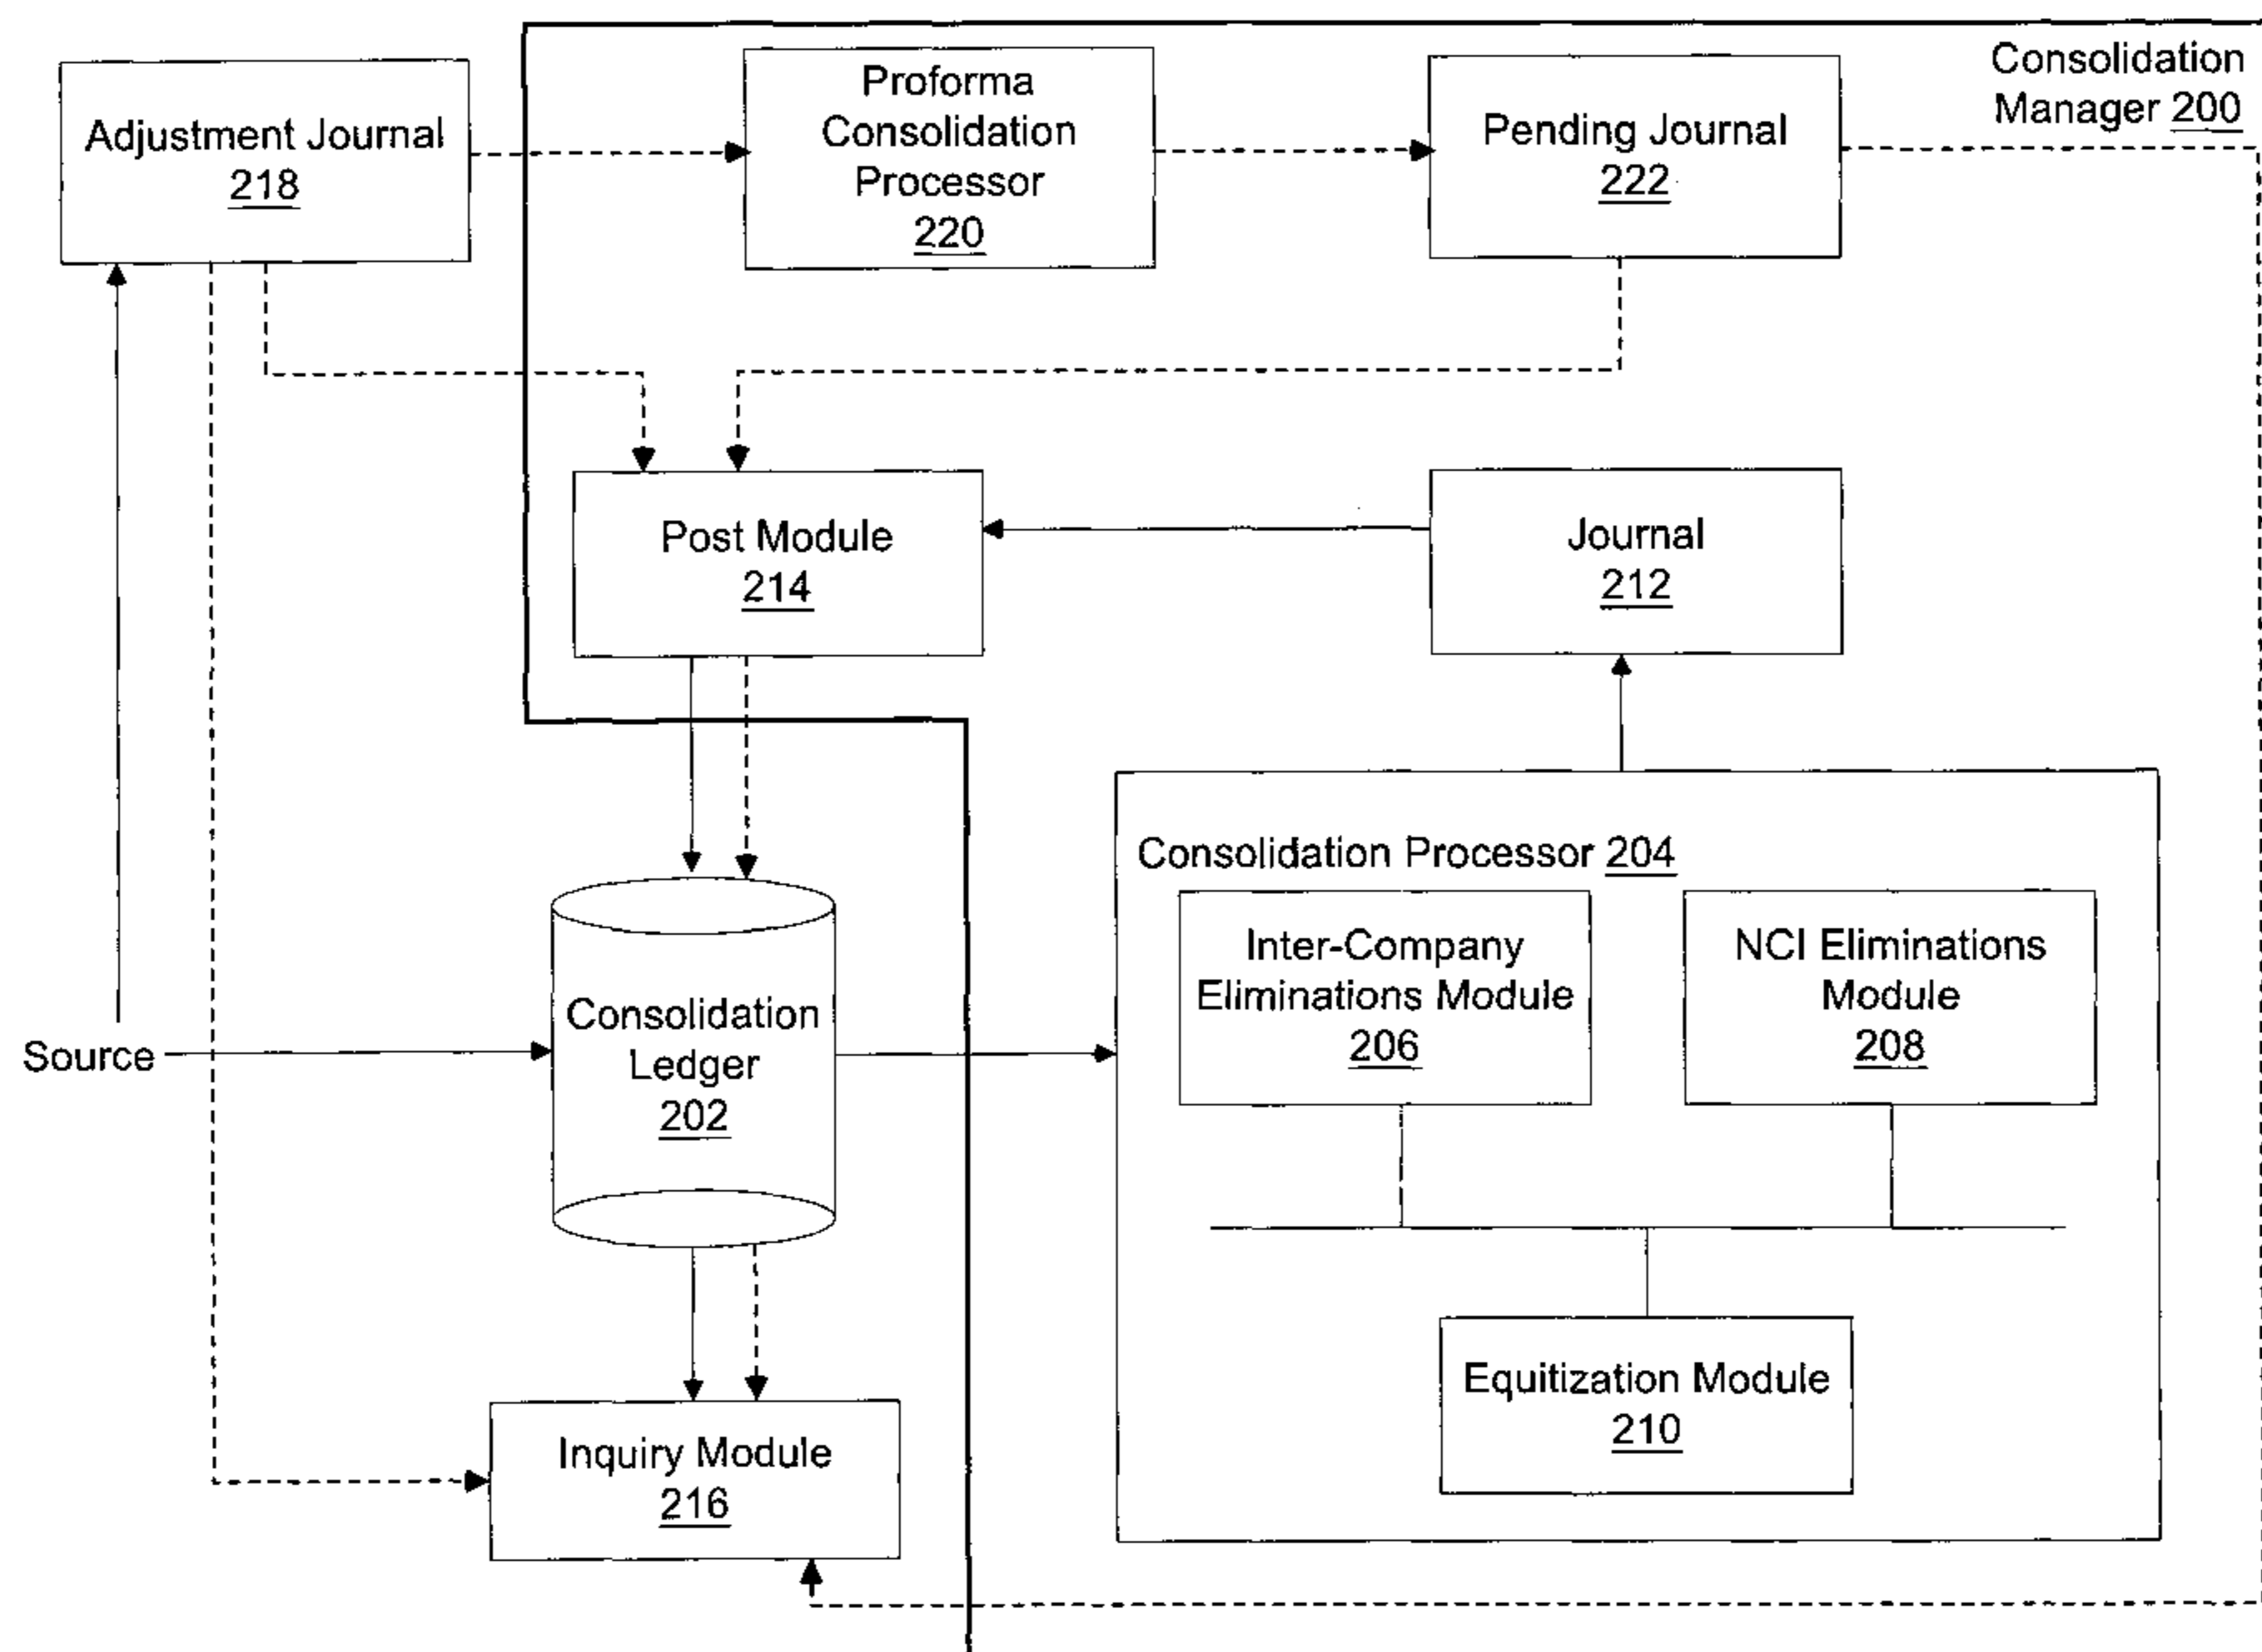 Consolidation
Manager 200
Adjustment Journal
218
Proforma
Consolidation
Processor
220
Pending Journal
222
Post Module
214
Journal
212
Consolidation Processor 204
Inter-Company
Eliminations Module
206
NCI Eliminations
Module
208
Source
Consolidation
Ledger
202
Equitization Module
210
Inquiry Module
216